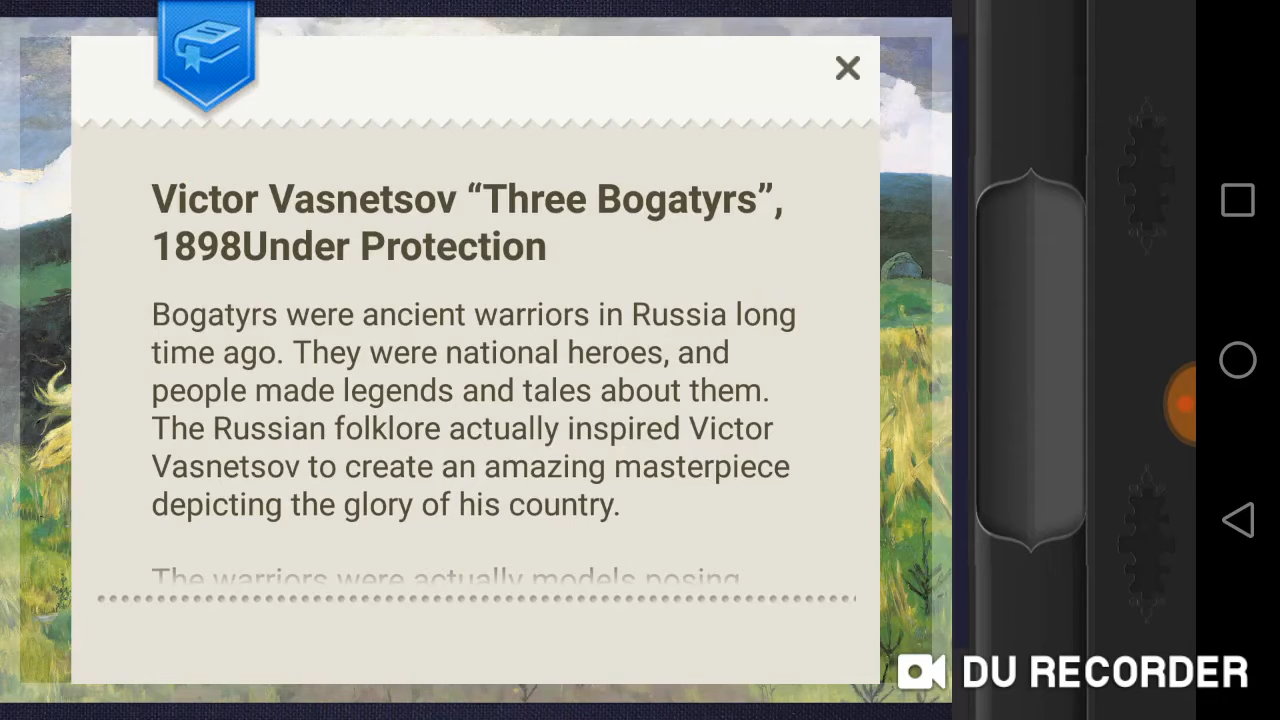 Victor Vasnetsov “Three Bogatyrs”,
1898Under Protection
Bogatyrs were ancient warriors in Russia long
time ago. They were national heroes, and
people made legends and tales about them.
The Russian folklore actually inspired Victor
Vasnetsov to create an amazing masterpiece
depicting the glory of his country.
The warriors were actually models posing
DU RECORDER